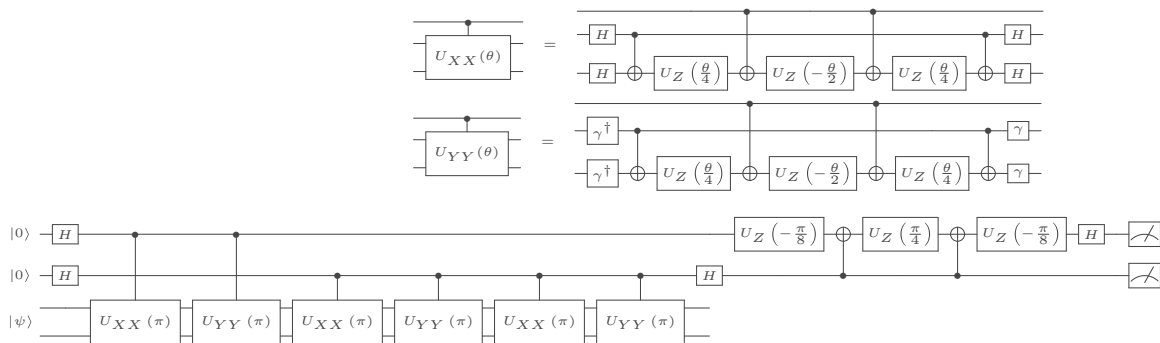 U_{XX}(θ) = H H U_Z (θ/4) U_Z (−θ/2) U_Z (θ/4) H H
U_{YY}(θ) = γ† γ† U_Z (θ/4) U_Z (−θ/2) U_Z (θ/4) γ γ
|0⟩ H U_Z (−π/8) U_Z (π/4) U_Z (−π/8) H
|0⟩ H H
|ψ⟩ U_{XX} (π) U_{YY} (π) U_{XX} (π) U_{YY} (π) U_{XX} (π) U_{YY} (π)